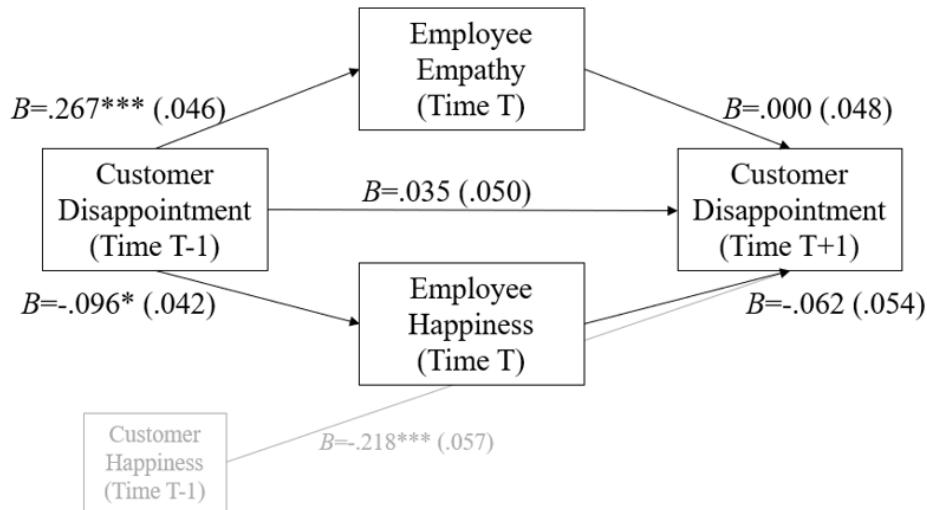 Employee
Empathy
(Time T)
B=.267*** (.046)
B=.000 (.048)
Customer
Disappointment
(Time T-1)
B=.035 (.050)
Customer
Disappointment
(Time T+1)
B=-.096* (.042)
Employee
Happiness
(Time T)
B=-.062 (.054)
Customer
Happiness
(Time T-1)
B=-.218*** (.057)